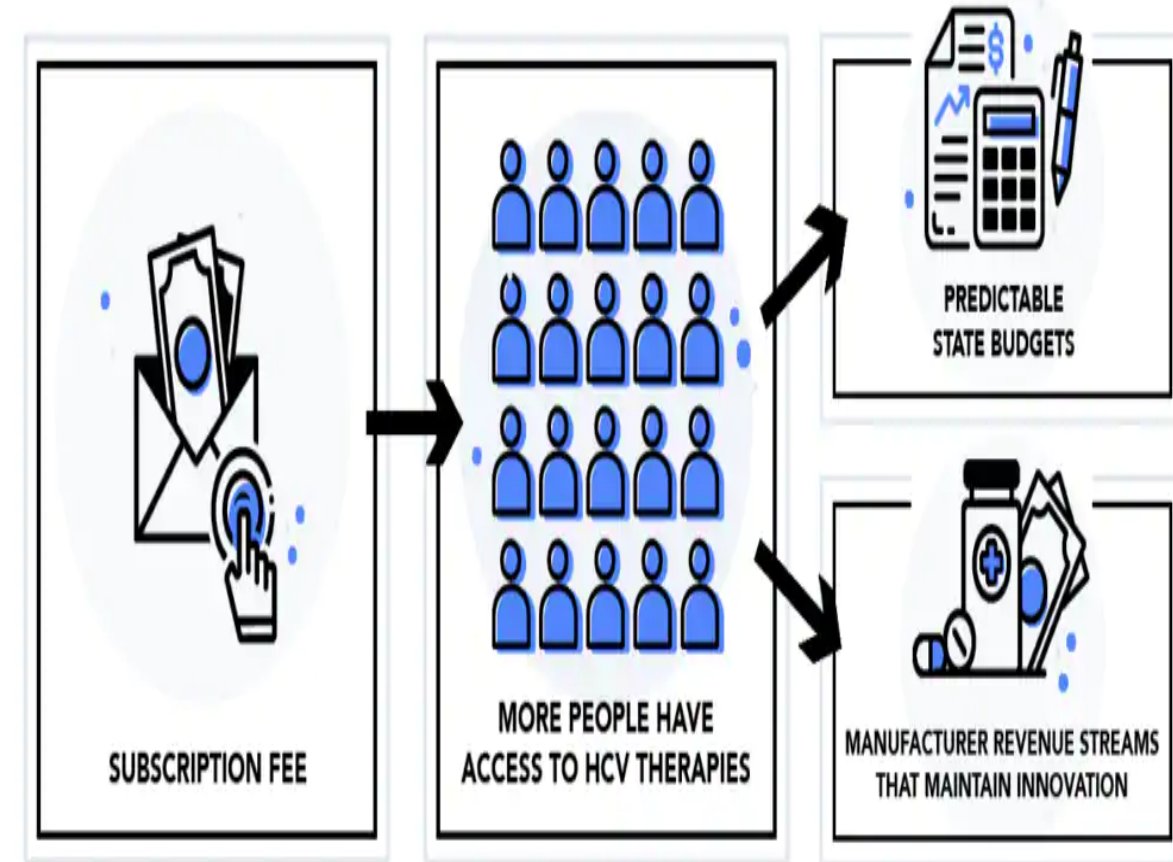 SUBSCRIPTION FEE
MORE PEOPLE HAVE
ACCESS TO HCV THERAPIES
$
PREDICTABLE
STATE BUDGETS
MANUFACTURER REVENUE STREAMS
THAT MAINTAIN INNOVATION